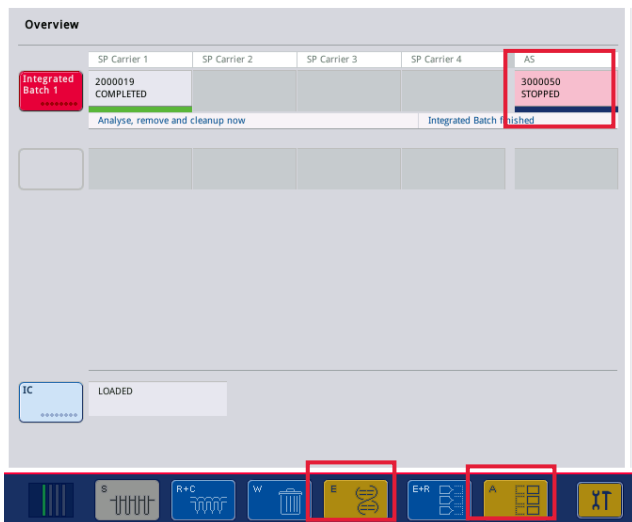 Overview
SP Carrier 1 SP Carrier 2 SP Carrier 3 SP Carrier 4 AS
Integrated Batch 1
2000019 COMPLETED
3000050 STOPPED
Analyse, remove and cleanup now Integrated Batch finished
IC
LOADED
S R+C W E E+R A